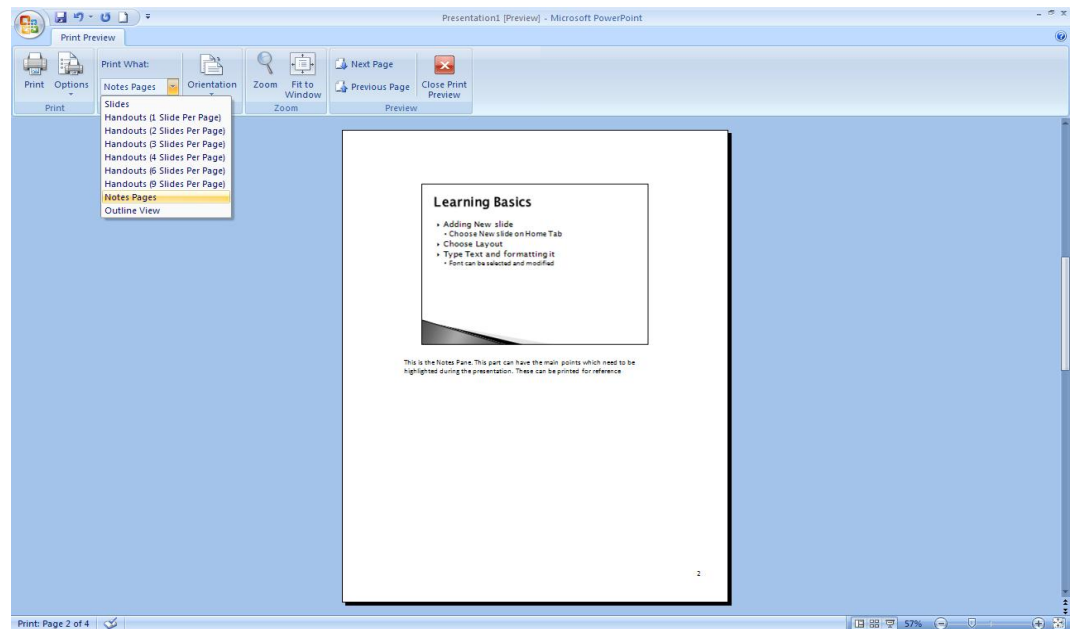 Presentation1 [Preview] - Microsoft PowerPoint
Print Preview
Print
Options
Print What:
Notes Pages
Orientation
Zoom
Fit to
Window
Next Page
Previous Page
Close Print
Preview
Print
Zoom
Preview
Slides
Handouts (1 Slide Per Page)
Handouts (2 Slides Per Page)
Handouts (3 Slides Per Page)
Handouts (4 Slides Per Page)
Handouts (6 Slides Per Page)
Handouts (9 Slides Per Page)
Notes Pages
Outline View
Learning Basics
Adding New slide
Choose New slide on Home Tab
Choose Layout
Type Text and formatting it
Font can be selected and modified
This is the Notes Pane. This part can have the main points which need to be
highlighted during the presentation. These can be printed for reference
2
Print: Page 2 of 4
57%